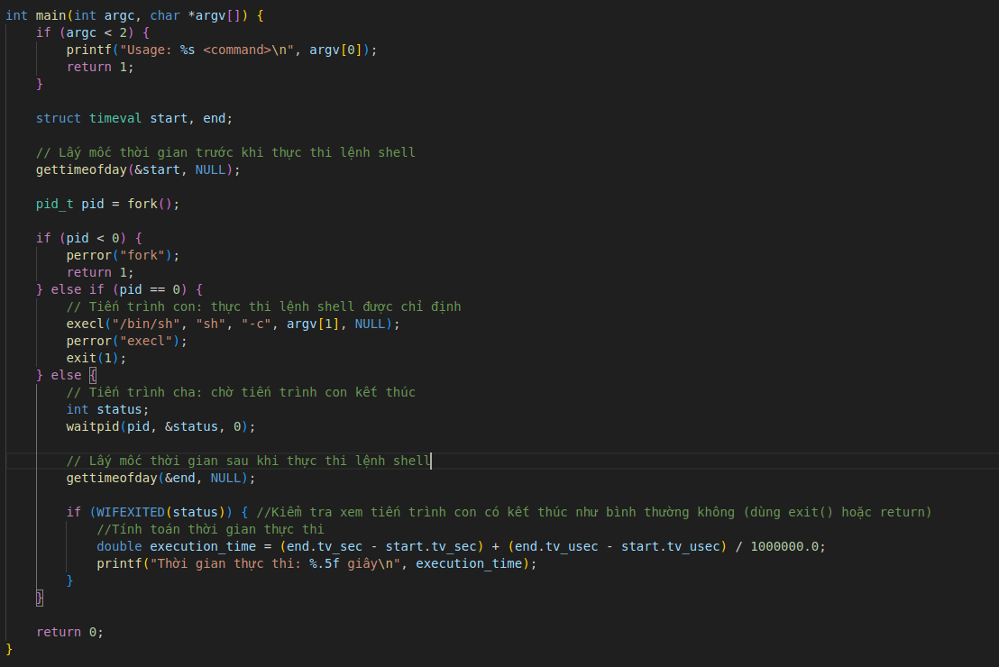 int main(int argc, char *argv[]) {
    if (argc < 2) {
        printf("Usage: %s <command>\n", argv[0]);
        return 1;
    }
    struct timeval start, end;
    // Lấy mốc thời gian trước khi thực thi lệnh shell
    gettimeofday(&start, NULL);
    pid_t pid = fork();
    if (pid < 0) {
        perror("fork");
        return 1;
    } else if (pid == 0) {
        // Tiến trình con: thực thi lệnh shell được chỉ định
        execl("/bin/sh", "sh", "-c", argv[1], NULL);
        perror("execl");
        exit(1);
    } else {
        // Tiến trình cha: chờ tiến trình con kết thúc
        int status;
        waitpid(pid, &status, 0);
        // Lấy mốc thời gian sau khi thực thi lệnh shell
        gettimeofday(&end, NULL);
        if (WIFEXITED(status)) { //Kiểm tra xem tiến trình con có kết thúc như bình thường không (dùng exit() hoặc return)
            //Tính toán thời gian thực thi
            double execution_time = (end.tv_sec - start.tv_sec) + (end.tv_usec - start.tv_usec) / 1000000.0;
            printf("Thời gian thực thi: %.5f giây\n", execution_time);
        }
    }
    return 0;
}